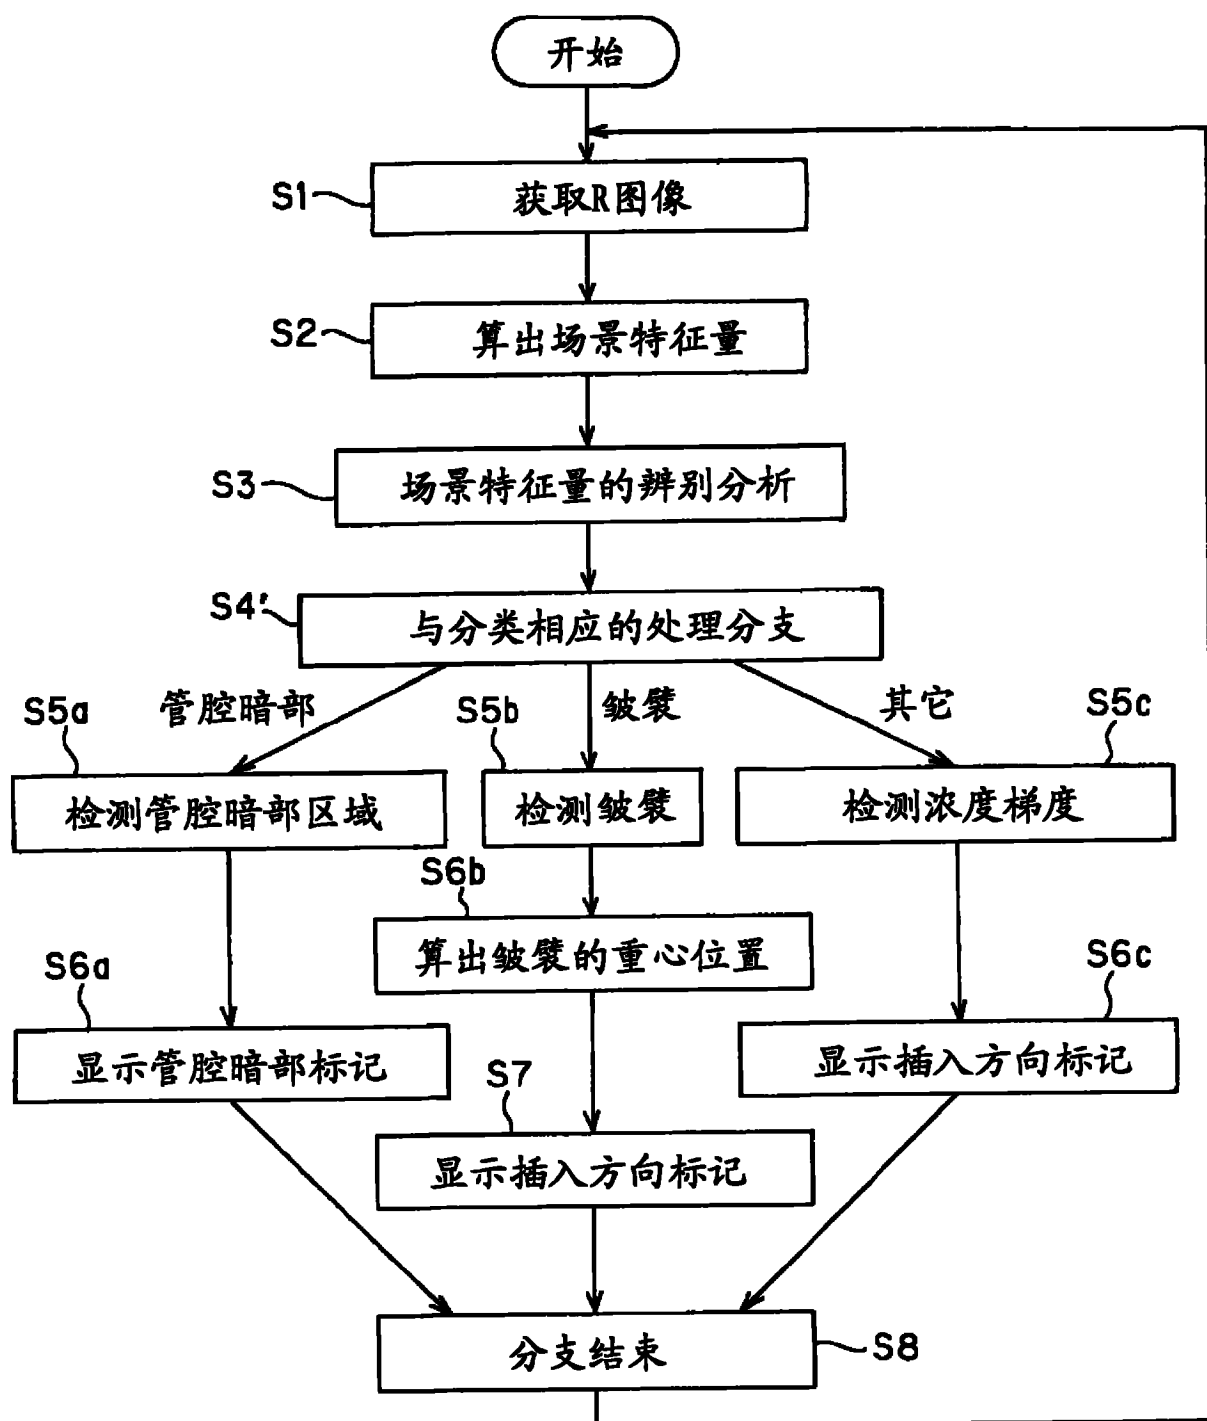 开始
S1 获取R图像
S2 算出场景特征量
S3 场景特征量的辨别分析
S4' 与分类相应的处理分支
管腔暗部 皱襞 其它
S5a S5b S5c
检测管腔暗部区域 检测皱襞 检测浓度梯度
S6b
算出皱襞的重心位置
S6a S6c
显示管腔暗部标记 显示插入方向标记
S7
显示插入方向标记
分支结束 S8